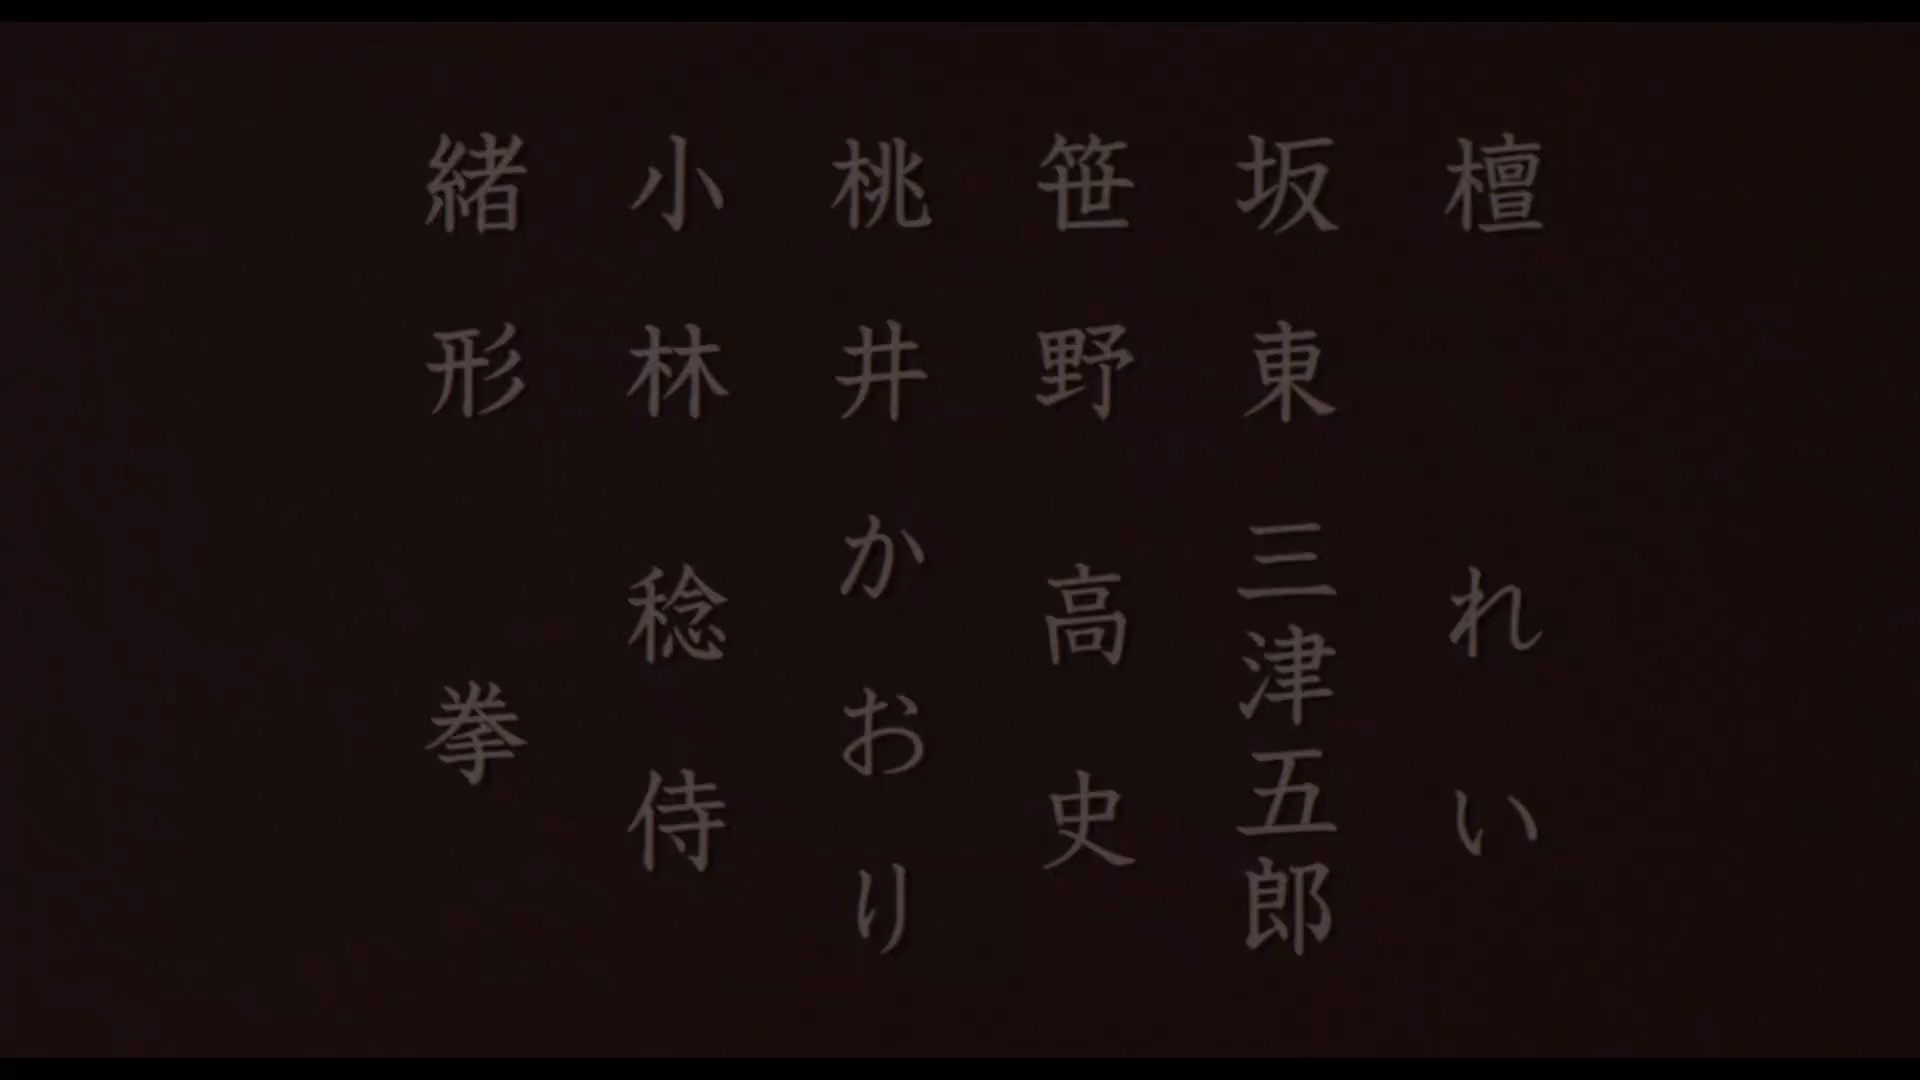 檀れい
坂東三津五郎
笹野高史
桃井かおり
小林稔侍
緒形拳